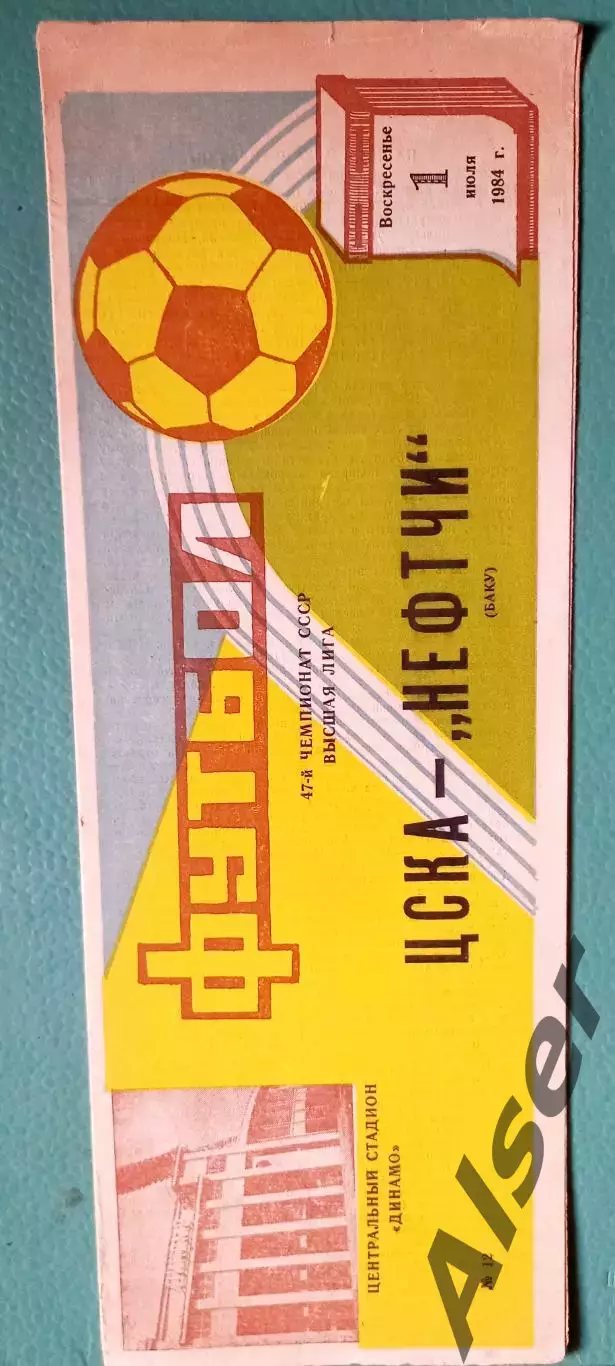 Воскресенье
1
июля
1984 г.
ФУТБОЛ
47-й ЧЕМПИОНАТ СССР
ВЫСШАЯ ЛИГА
ЦСКА — „НЕФТЧИ“
(БАКУ)
ЦЕНТРАЛЬНЫЙ СТАДИОН
«ДИНАМО»
№ 12
Alser